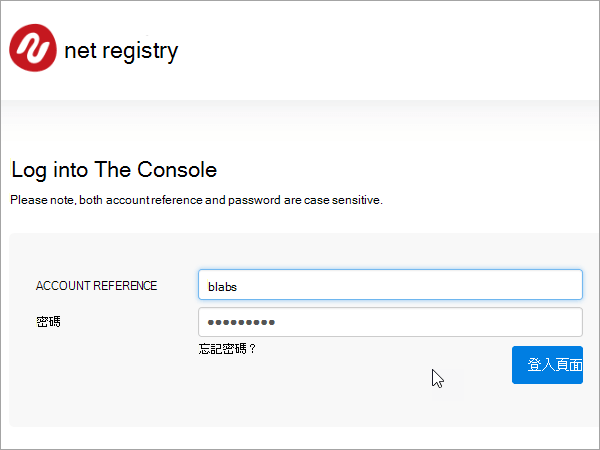 net registry
Log into The Console
Please note, both account reference and password are case sensitive.
ACCOUNT REFERENCE
blabs
密碼
●●●●●●●●●
忘記密碼？
登入頁面